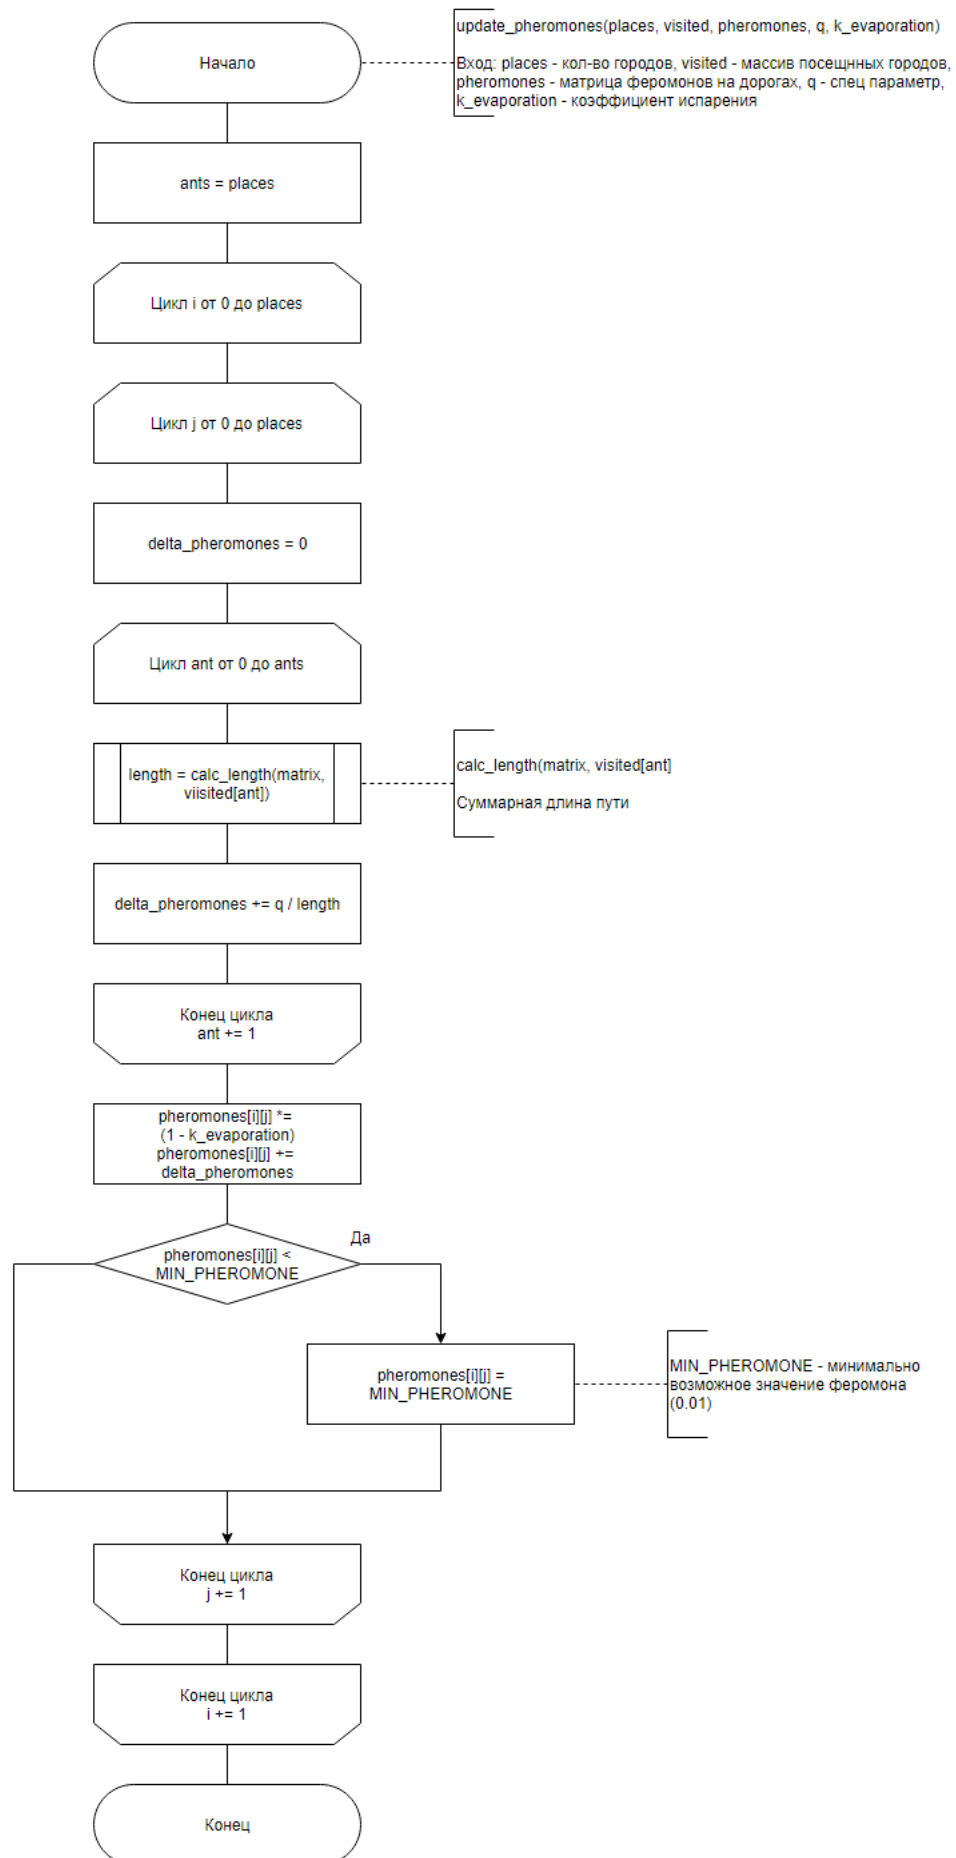 update_pheromones(places, visited, pheromones, q, k_evaporation)
Начало
Вход: places - кол-во городов, visited - массив посещнных городов,
pheromones - матрица феромонов на дорогах, q - спец параметр,
k_evaporation - коэффициент испарения
ants = places
Цикл i от 0 до places
Цикл j от 0 до places
delta_pheromones = 0
Цикл ant от 0 до ants
length = calc_length(matrix,
viisited[ant])
calc_length(matrix, visited[ant]
Суммарная длина пути
delta_pheromones += q / length
Конец цикла
ant += 1
pheromones[i][j] *=
(1 - k_evaporation)
pheromones[i][j] +=
delta_pheromones
Да
pheromones[i][j] <
MIN_PHEROMONE
pheromones[i][j] =
MIN_PHEROMONE
MIN_PHEROMONE - минимально
возможное значение феромона
(0.01)
Конец цикла
j += 1
Конец цикла
i += 1
Конец